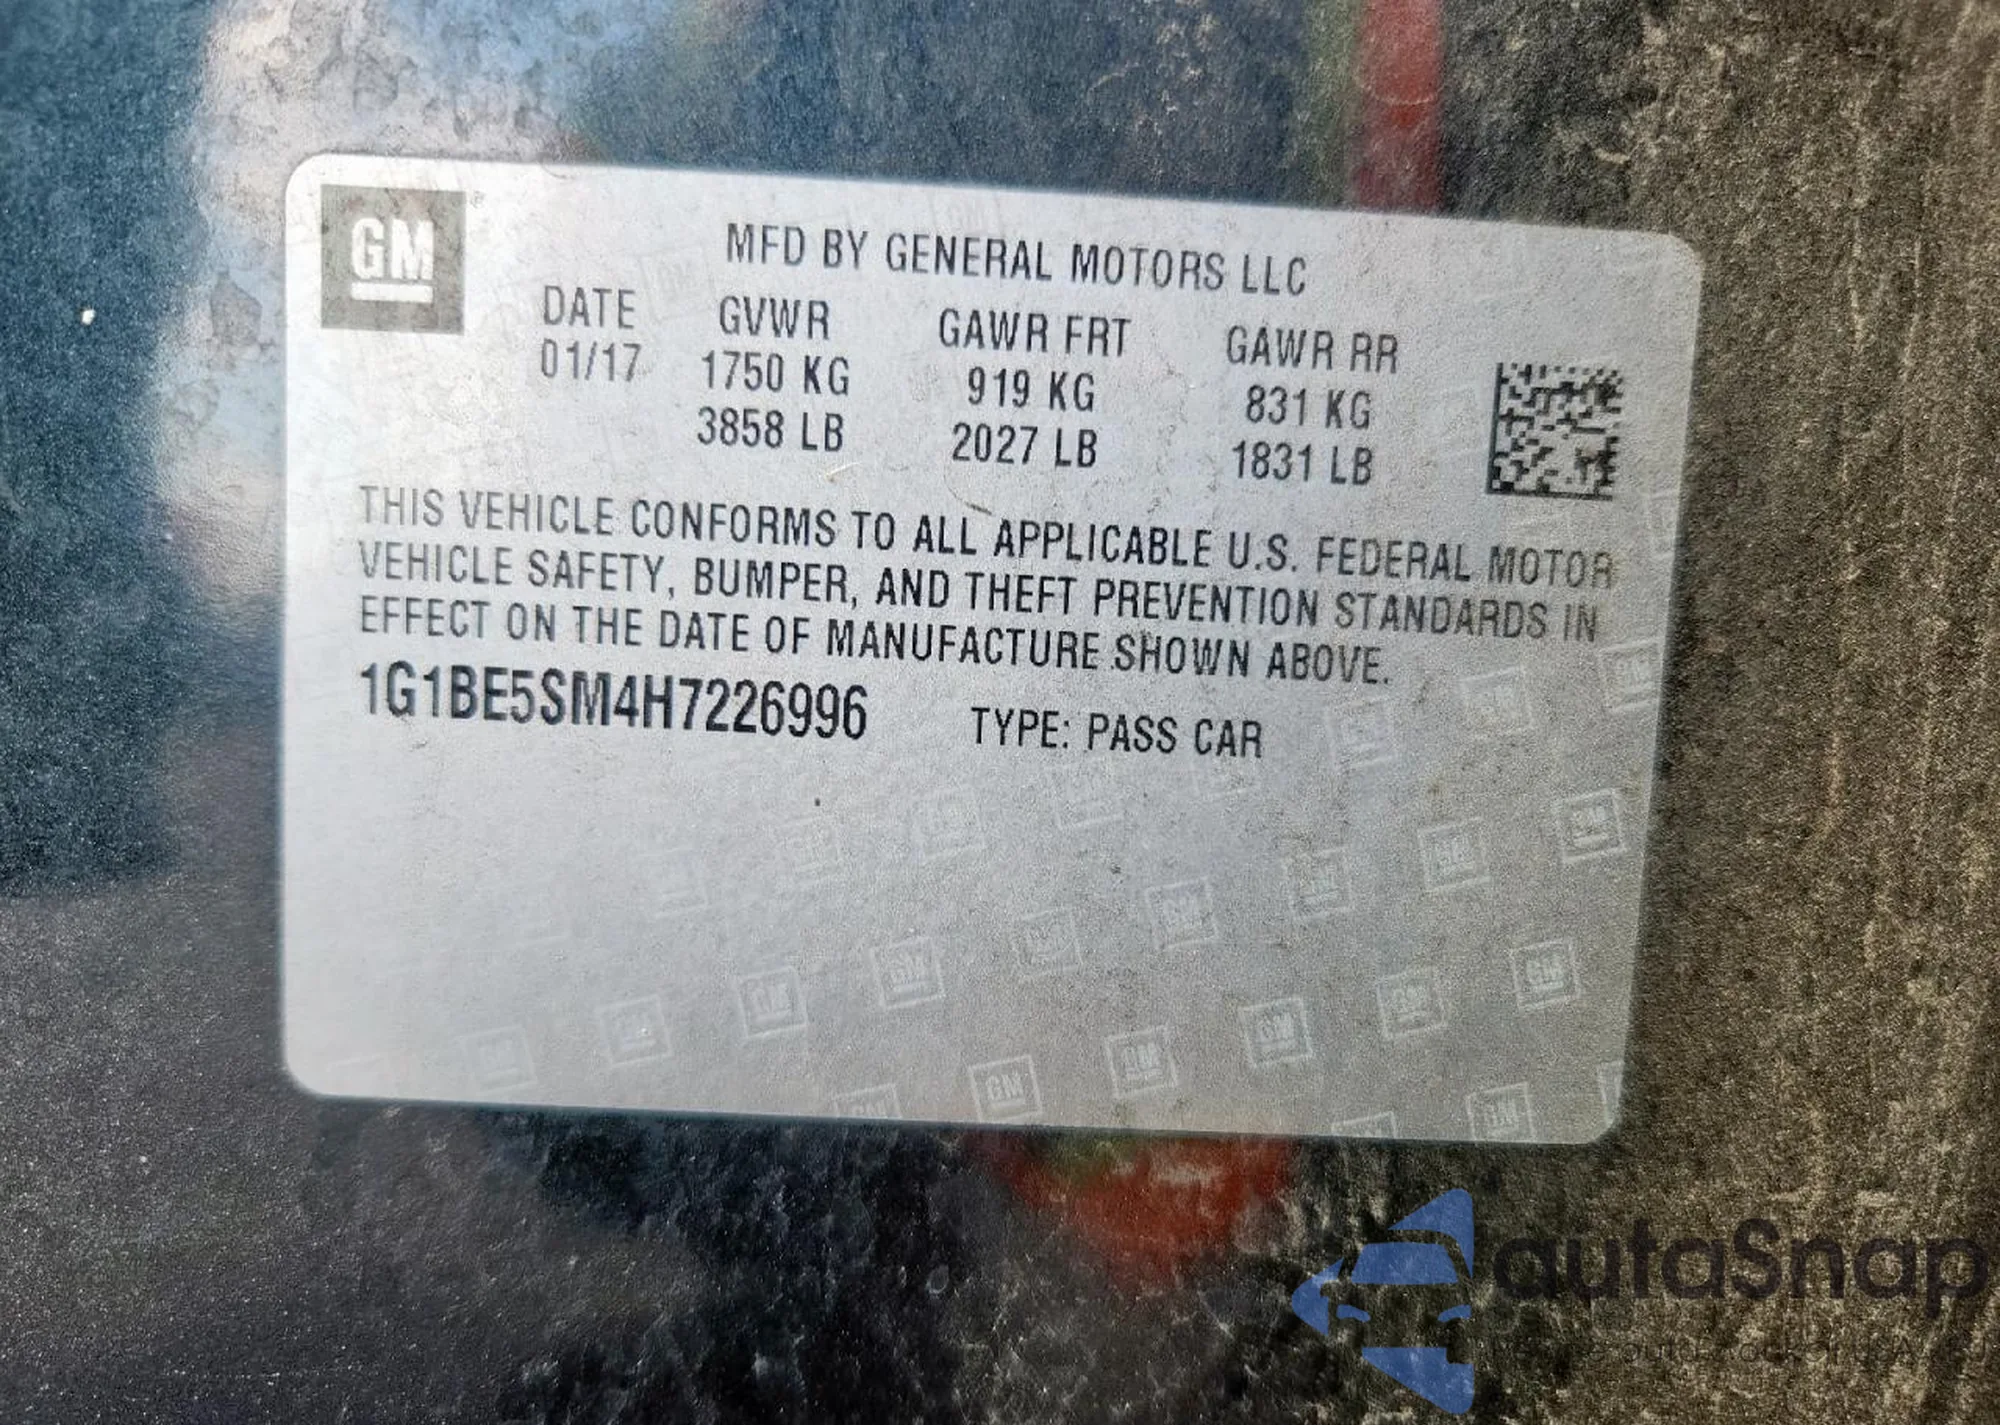 GM
MFD BY GENERAL MOTORS LLC
DATE GVWR GAWR FRT GAWR RR
01/17 1750 KG 919 KG 831 KG
3858 LB 2027 LB 1831 LB
THIS VEHICLE CONFORMS TO ALL APPLICABLE U.S. FEDERAL MOTOR
VEHICLE SAFETY, BUMPER, AND THEFT PREVENTION STANDARDS IN
EFFECT ON THE DATE OF MANUFACTURE SHOWN ABOVE.
1G1BE5SM4H7226996 TYPE: PASS CAR
autaSnap